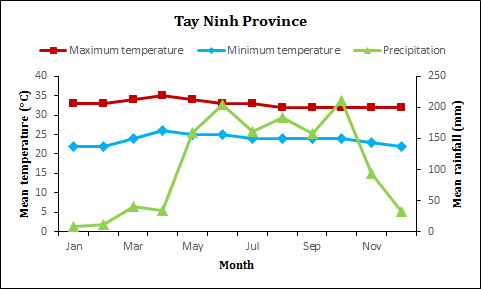 Tay Ninh Province
Maximum temperature Minimum temperature Precipitation
40 250
35
30 200
25 150
20
15 100
10
5 50
0 0
Mean temperature (°C)
Mean rainfall (mm)
Jan Mar May Jul Sep Nov
Month